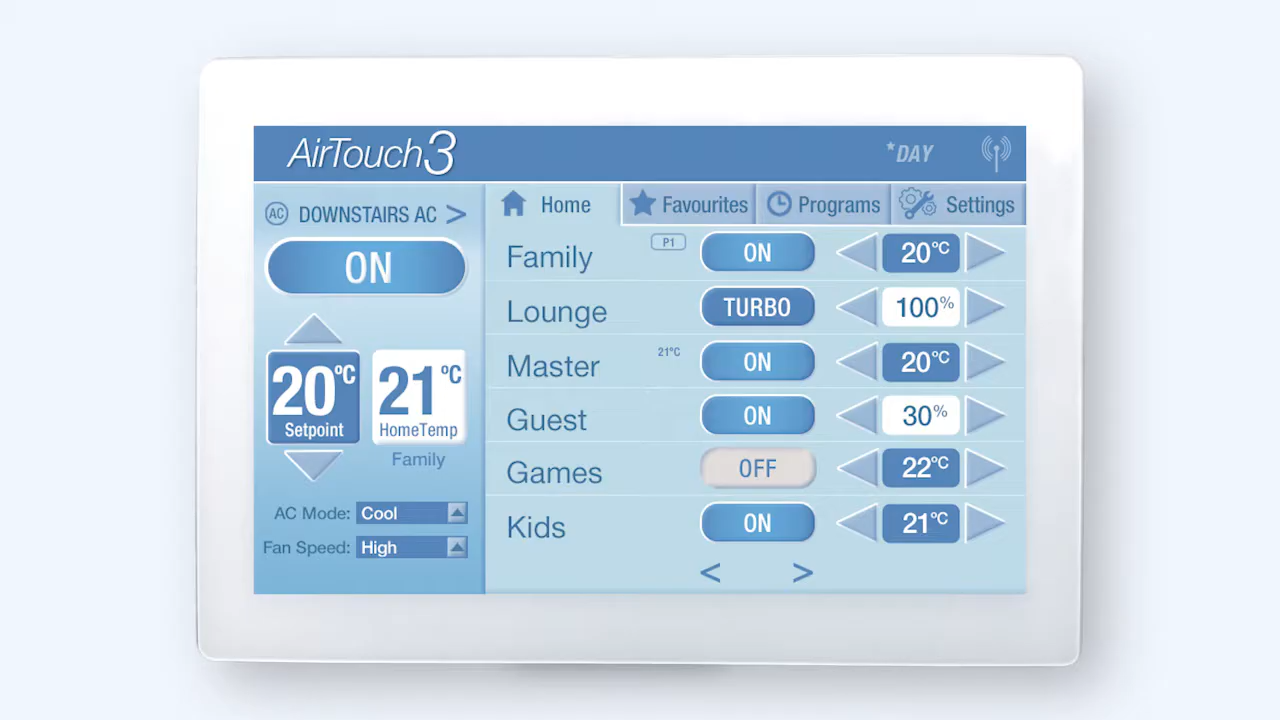 AirTouch3
*DAY
AC DOWNSTAIRS AC >
ON
20°C
Setpoint
21°C
HomeTemp
Family
AC Mode: Cool
Fan Speed: High
Home Favourites Programs Settings
Family P1 ON 20°C
Lounge TURBO 100%
Master 21°C ON 20°C
Guest ON 30%
Games OFF 22°C
Kids ON 21°C
< >